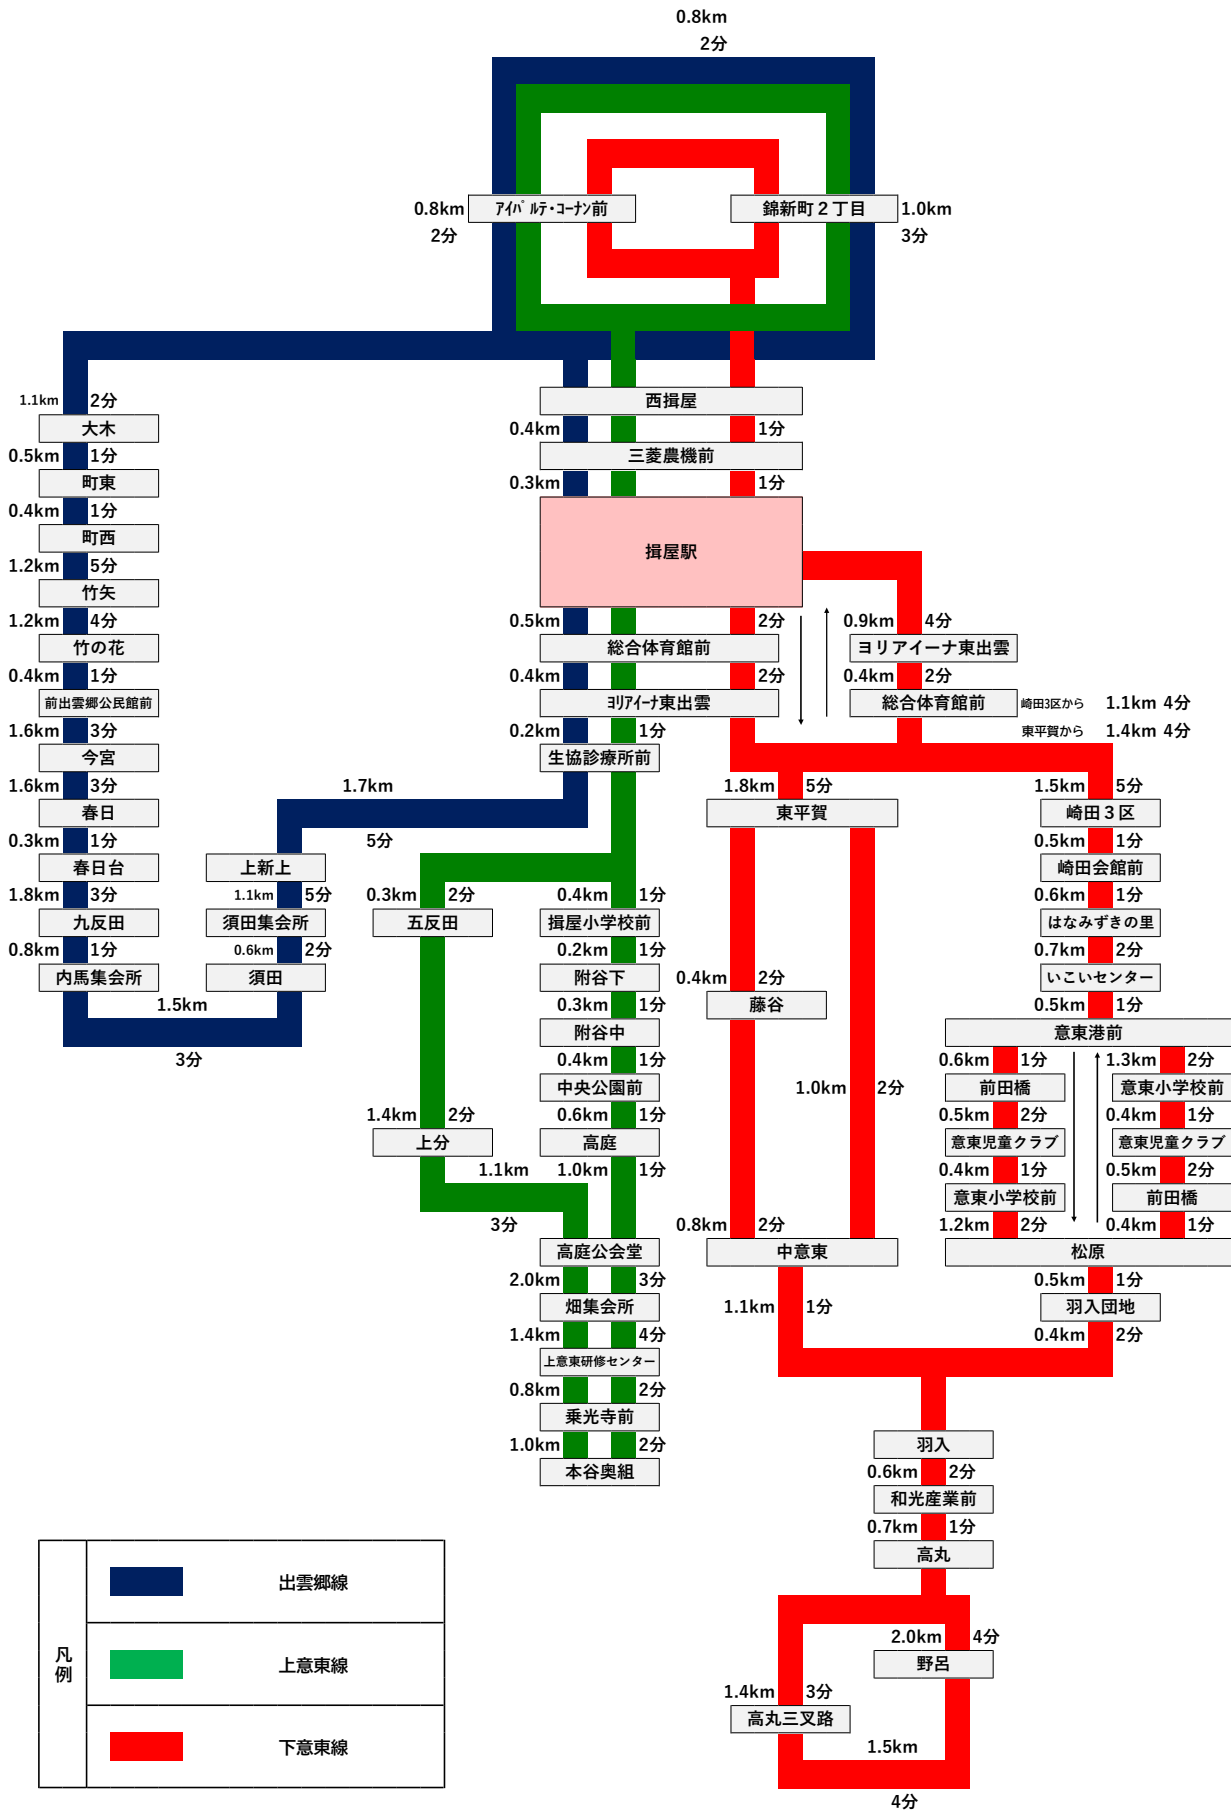 0.8km
2分
0.8km
2分
ｱｲﾊﾟﾙﾃ･ｺｰﾅﾝ前
錦新町２丁目
1.0km
3分
1.1km
2分
大木
0.5km
1分
町東
0.4km
1分
町西
1.2km
5分
竹矢
1.2km
4分
竹の花
0.4km
1分
前出雲郷公民館前
1.6km
3分
今宮
1.6km
3分
春日
0.3km
1分
春日台
1.8km
3分
九反田
0.8km
1分
内馬集会所
1.5km
3分
西揖屋
0.4km
1分
三菱農機前
0.3km
1分
揖屋駅
0.5km
2分
総合体育館前
0.4km
2分
ﾖﾘｱｲｰﾅ東出雲
0.2km
1分
生協診療所前
1.7km
5分
上新上
1.1km
5分
須田集会所
0.6km
2分
須田
0.3km
2分
五反田
1.4km
2分
上分
1.1km
3分
0.4km
1分
揖屋小学校前
0.2km
1分
附谷下
0.3km
1分
附谷中
0.4km
1分
中央公園前
0.6km
1分
高庭
1.0km
1分
高庭公会堂
2.0km
3分
畑集会所
1.4km
4分
上意東研修センター
0.8km
2分
乗光寺前
1.0km
2分
本谷奥組
0.9km
4分
ヨリアイーナ東出雲
0.4km
2分
総合体育館前
崎田3区から
1.1km 4分
東平賀から
1.4km 4分
1.8km
5分
東平賀
0.4km
2分
藤谷
1.0km
2分
0.8km
2分
中意東
1.1km
1分
1.5km
5分
崎田３区
0.5km
1分
崎田会館前
0.6km
1分
はなみずきの里
0.7km
2分
いこいセンター
0.5km
1分
意東港前
0.6km
1分
前田橋
0.5km
2分
意東児童クラブ
0.4km
1分
意東小学校前
1.2km
2分
1.3km
2分
意東小学校前
0.4km
1分
意東児童クラブ
0.5km
2分
前田橋
0.4km
1分
松原
0.5km
1分
羽入団地
0.4km
2分
羽入
0.6km
2分
和光産業前
0.7km
1分
高丸
2.0km
4分
野呂
1.4km
3分
高丸三叉路
1.5km
4分
凡例
出雲郷線
上意東線
下意東線